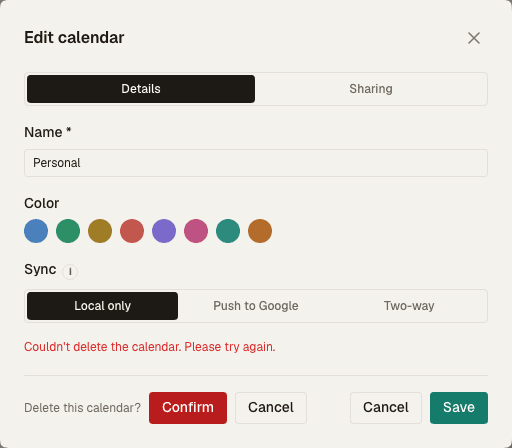 Edit calendar
Details Sharing
Name *
Personal
Color
Sync i
Local only Push to Google Two-way
Couldn't delete the calendar. Please try again.
Delete this calendar? Confirm Cancel Cancel Save